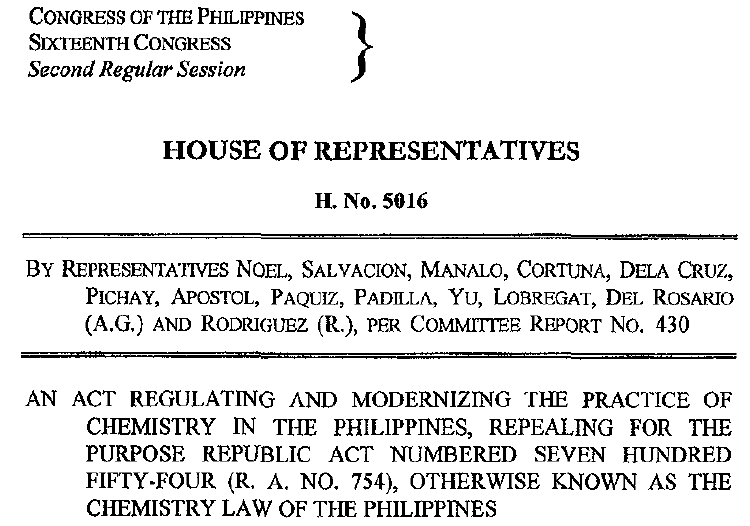 CONGRESS OF THE PHILIPPINES
SIXTEENTH CONGRESS
Second Regular Session
HOUSE OF REPRESENTATIVES
H. No. 5016
BY REPRESENTATIVES NOEL, SALVACION, MANALO, CORTUNA, DELA CRUZ,
PICHAY, APOSTOL, PAQUIZ, PADILLA, YU, LOBREGAT, DEL ROSARIO
(A.G.) AND RODRIGUEZ (R.), PER COMMITTEE REPORT NO. 430
AN ACT REGULATING AND MODERNIZING THE PRACTICE OF
CHEMISTRY IN THE PHILIPPINES, REPEALING FOR THE
PURPOSE REPUBLIC ACT NUMBERED SEVEN HUNDRED
FIFTY-FOUR (R. A. NO. 754), OTHERWISE KNOWN AS THE
CHEMISTRY LAW OF THE PHILIPPINES